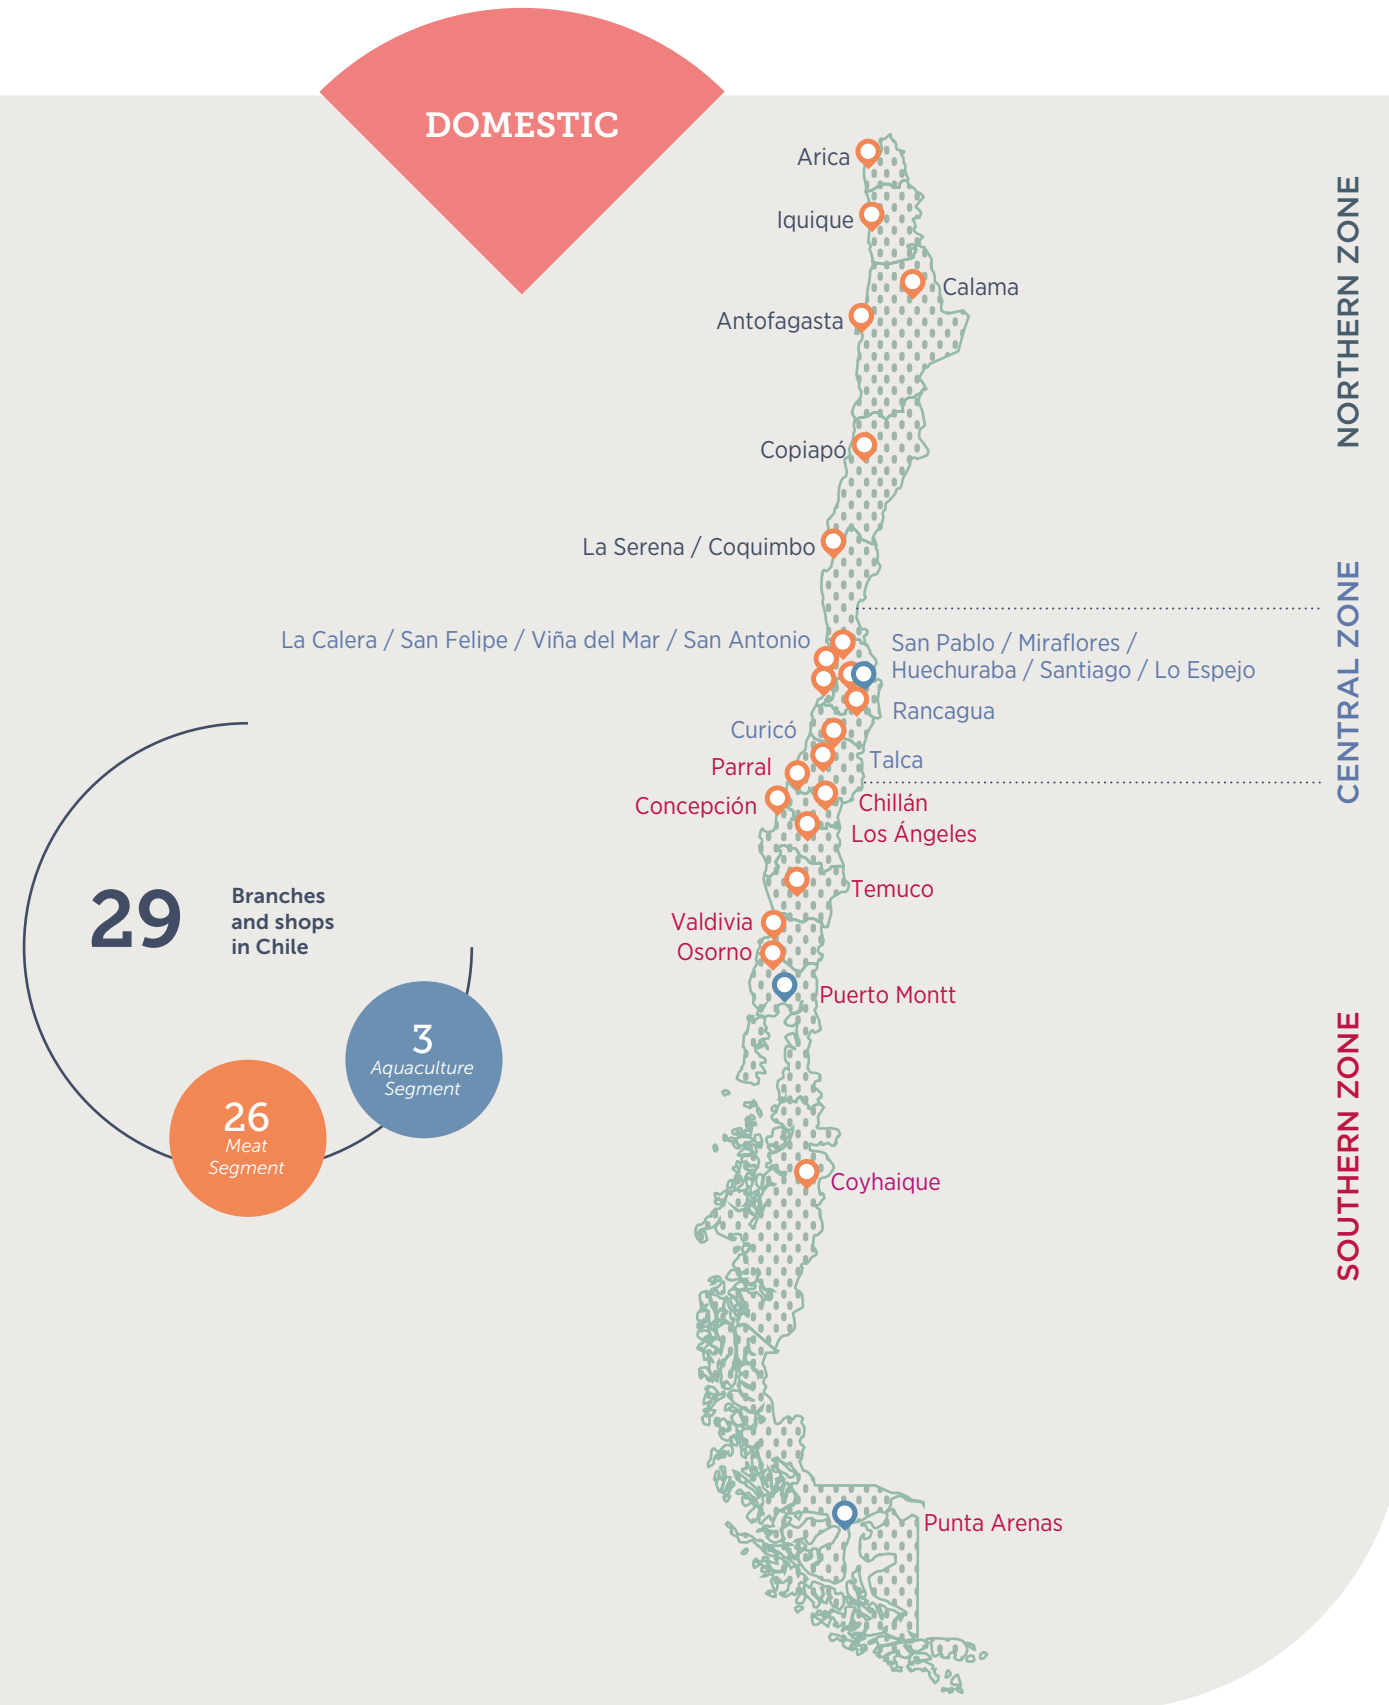 DOMESTIC
Arica
Iquique
Calama
Antofagasta
Copiapó
La Serena / Coquimbo
NORTHERN ZONE
La Calera / San Felipe / Viña del Mar / San Antonio
San Pablo / Miraflores /
Huechuraba / Santiago / Lo Espejo
Rancagua
Curicó
Talca
CENTRAL ZONE
Parral
Concepción
Chillán
Los Ángeles
Temuco
Valdivia
Osorno
Puerto Montt
Coyhaique
Punta Arenas
SOUTHERN ZONE
29
Branches
and shops
in Chile
3
Aquaculture
Segment
26
Meat
Segment